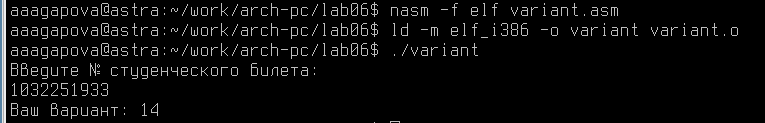 aaagapova@astra:~/work/arch-pc/lab06$ nasm -f elf variant.asm
aaagapova@astra:~/work/arch-pc/lab06$ ld -m elf_i386 -o variant variant.o
aaagapova@astra:~/work/arch-pc/lab06$ ./variant
Введите № студенческого билета:
1032251933
Ваш вариант: 14